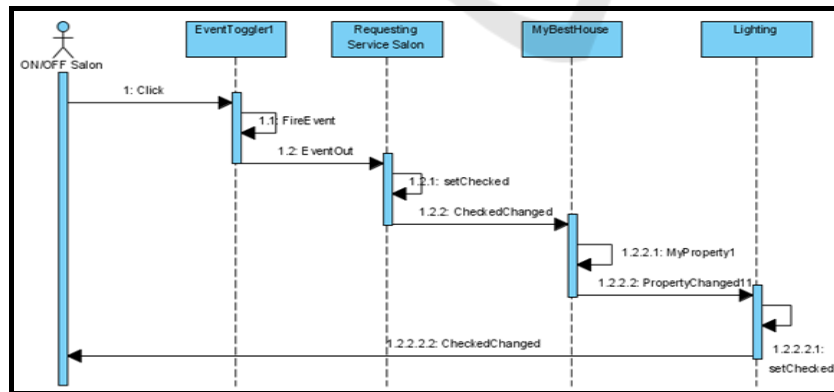 EventToggler1
Requesting
Service Salon
MyBestHouse
Lighting
ON/OFF Salon
1: Click
1.1: FireEvent
1.2: EventOut
1.2.1: setChecked
1.2.2: CheckedChanged
1.2.2.1: MyProperty1
1.2.2.2: PropertyChanged11
1.2.2.2.2: CheckedChanged
1.2.2.2.1:
setChecked